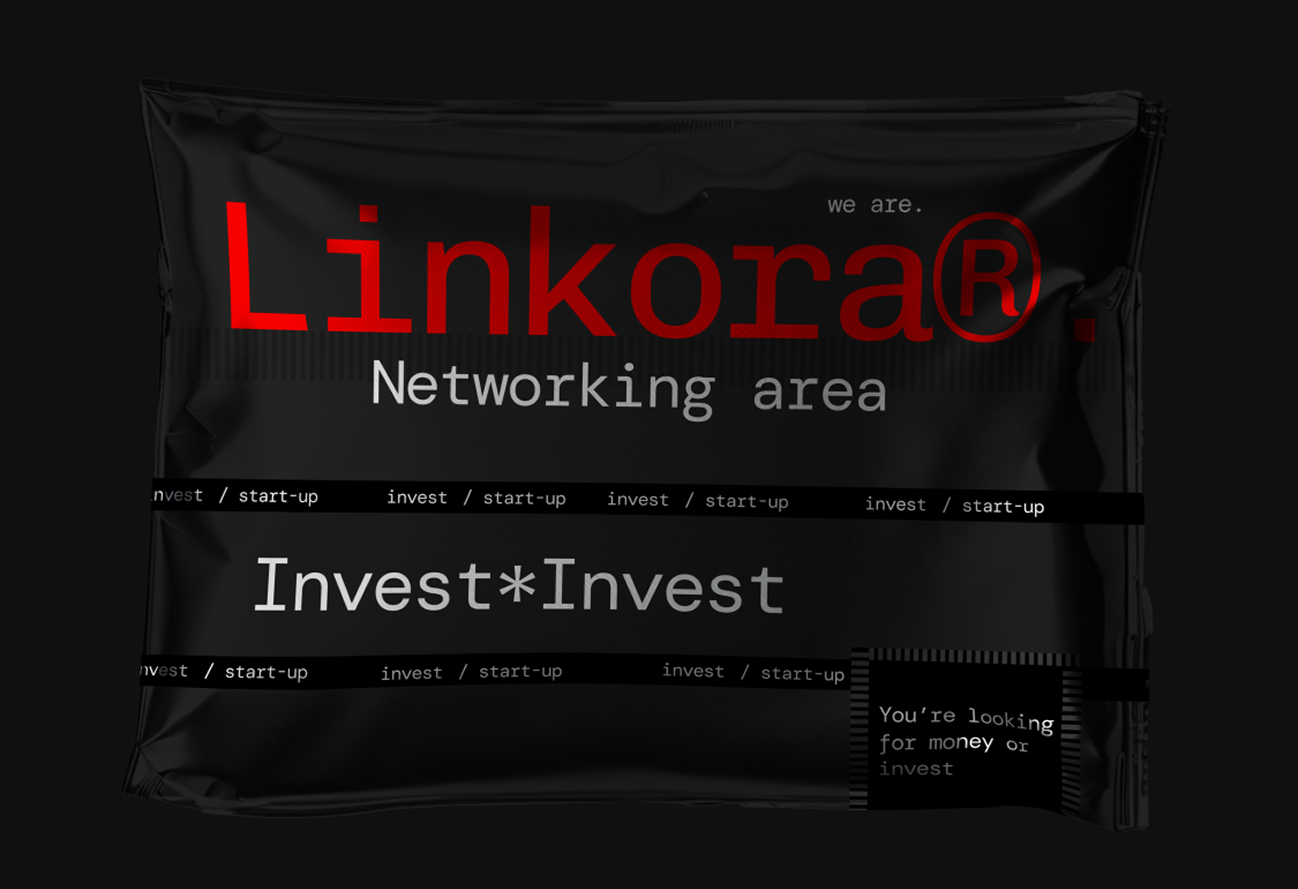 we are.
Linkora®.
Networking area
invest / start-up invest / start-up invest / start-up invest / start-up
Invest*Invest
nvest / start-up invest / start-up invest / start-up
You’re looking
for money or
invest